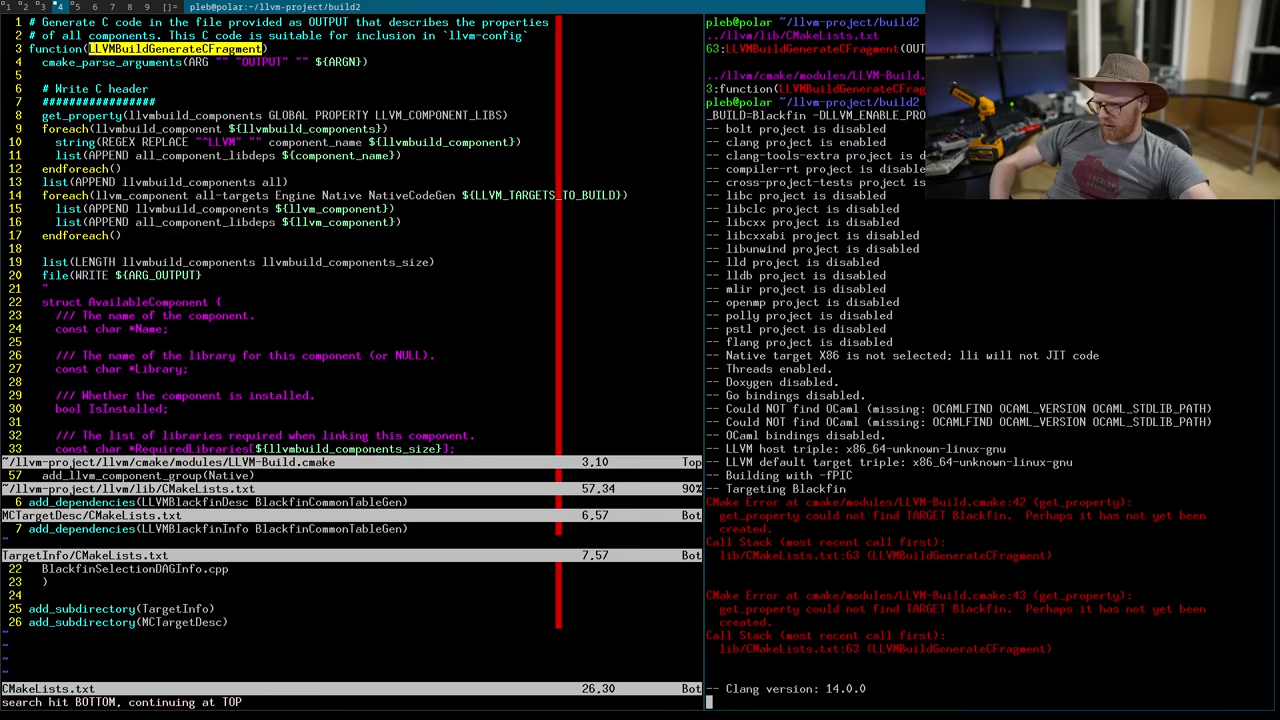 1 2 3 4 5 6 7 8 9 []= pleb@polar:~/llvm-project/build2
1 # Generate C code in the file provided as OUTPUT that describes the properties
2 # of all components. This C code is suitable for inclusion in `llvm-config`
3 function(LLVMBuildGenerateCFragment)
4 cmake_parse_arguments(ARG "" "OUTPUT" "" ${ARGN})
5
6 # Write C header
7 #################
8 get_property(llvmbuild_components GLOBAL PROPERTY LLVM_COMPONENT_LIBS)
9 foreach(llvmbuild_component ${llvmbuild_components})
10 string(REGEX REPLACE "^LLVM" "" component_name ${llvmbuild_component})
11 list(APPEND all_component_libdeps ${component_name})
12 endforeach()
13 list(APPEND llvmbuild_components all)
14 foreach(llvm_component all-targets Engine Native NativeCodeGen ${LLVM_TARGETS_TO_BUILD})
15 list(APPEND llvmbuild_components ${llvm_component})
16 list(APPEND all_component_libdeps ${llvm_component})
17 endforeach()
18
19 list(LENGTH llvmbuild_components llvmbuild_components_size)
20 file(WRITE ${ARG_OUTPUT}
21 "
22 struct AvailableComponent {
23 /// The name of the component.
24 const char *Name;
25
26 /// The name of the library for this component (or NULL).
27 const char *Library;
28
29 /// Whether the component is installed.
30 bool IsInstalled;
31
32 /// The list of libraries required when linking this component.
33 const char *RequiredLibraries[${llvmbuild_components_size}];
~/llvm-project/llvm/cmake/modules/LLVM-Build.cmake 3,10 Top
57 add_llvm_component_group(Native)
~/llvm-project/llvm/lib/CMakeLists.txt 57,34 90%
6 add_dependencies(LLVMBlackfinDesc BlackfinCommonTableGen)
MCTargetDesc/CMakeLists.txt 6,57 Bot
7 add_dependencies(LLVMBlackfinInfo BlackfinCommonTableGen)
~
TargetInfo/CMakeLists.txt 7,57 Bot
22 BlackfinSelectionDAGInfo.cpp
23 )
24
25 add_subdirectory(TargetInfo)
26 add_subdirectory(MCTargetDesc)
~
~
~
~
CMakeLists.txt 26,30 Bot
search hit BOTTOM, continuing at TOP
pleb@polar ~/llvm-project/build2
../llvm/lib/CMakeLists.txt
63:LLVMBuildGenerateCFragment(OUT
../llvm/cmake/modules/LLVM-Build.
3:function(LLVMBuildGenerateCFrag
pleb@polar ~/llvm-project/build2
_BUILD=Blackfin -DLLVM_ENABLE_PRO
-- bolt project is disabled
-- clang project is enabled
-- clang-tools-extra project is d
-- compiler-rt project is disable
-- cross-project-tests project is
-- libc project is disabled
-- libclc project is disabled
-- libcxx project is disabled
-- libcxxabi project is disabled
-- libunwind project is disabled
-- lld project is disabled
-- lldb project is disabled
-- mlir project is disabled
-- openmp project is disabled
-- polly project is disabled
-- pstl project is disabled
-- flang project is disabled
-- Native target X86 is not selected; lli will not JIT code
-- Threads enabled.
-- Doxygen disabled.
-- Go bindings disabled.
-- Could NOT find OCaml (missing: OCAMLFIND OCAML_VERSION OCAML_STDLIB_PATH)
-- Could NOT find OCaml (missing: OCAMLFIND OCAML_VERSION OCAML_STDLIB_PATH)
-- OCaml bindings disabled.
-- LLVM host triple: x86_64-unknown-linux-gnu
-- LLVM default target triple: x86_64-unknown-linux-gnu
-- Building with -fPIC
-- Targeting Blackfin
CMake Error at cmake/modules/LLVM-Build.cmake:42 (get_property):
get_property could not find TARGET Blackfin. Perhaps it has not yet been
created.
Call Stack (most recent call first):
lib/CMakeLists.txt:63 (LLVMBuildGenerateCFragment)
CMake Error at cmake/modules/LLVM-Build.cmake:43 (get_property):
get_property could not find TARGET Blackfin. Perhaps it has not yet been
created.
Call Stack (most recent call first):
lib/CMakeLists.txt:63 (LLVMBuildGenerateCFragment)
-- Clang version: 14.0.0